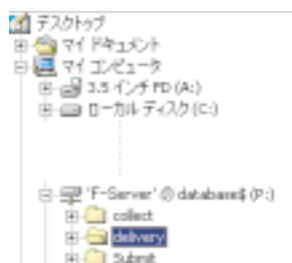 デスクトップ
マイ ドキュメント
マイ コンピュータ
3.5 インチ FD (A:)
ローカル ディスク (C:)
'F-Server' の database$ (P:)
collect
delivery
Submit